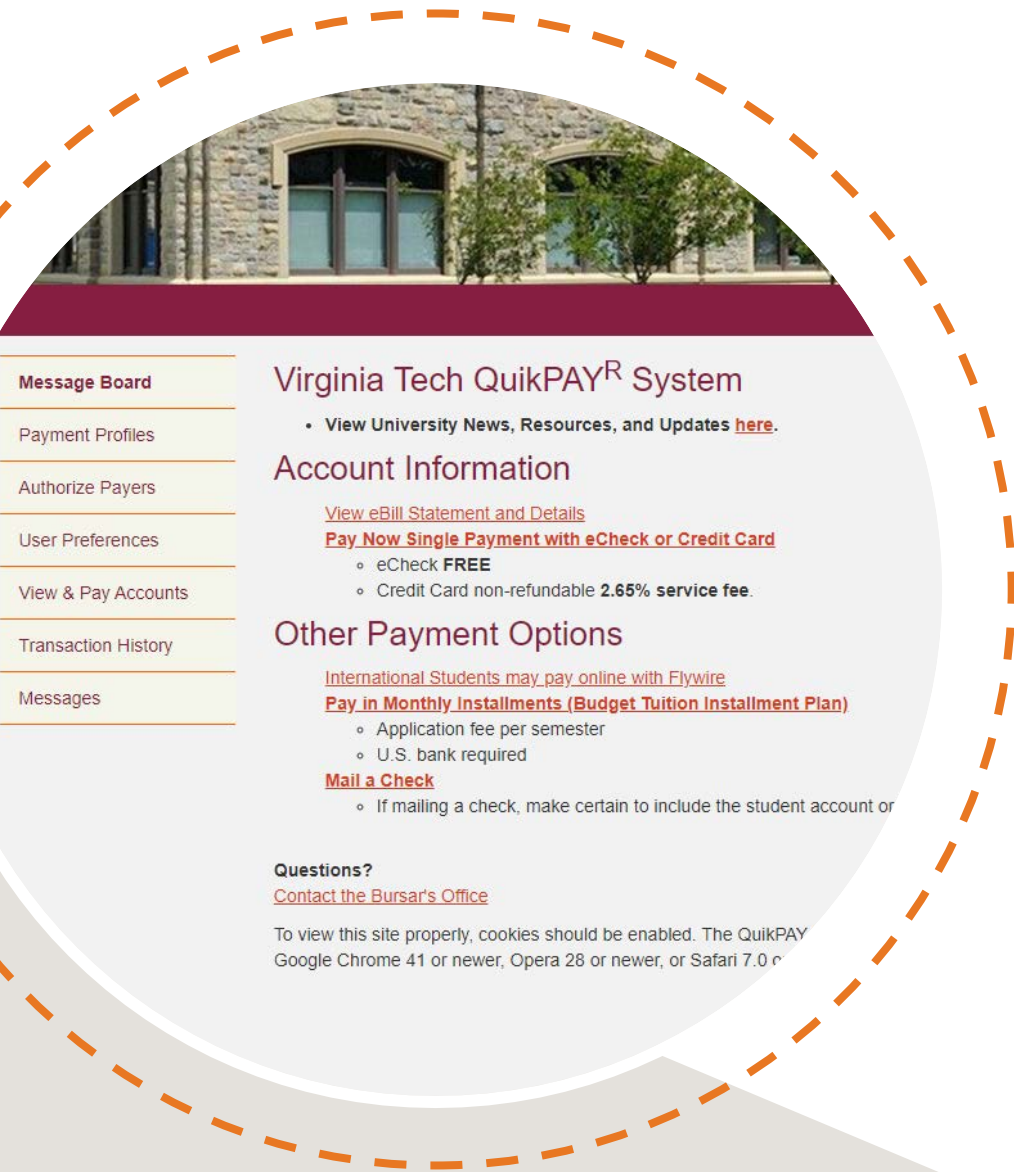 Message Board
Payment Profiles
Authorize Payers
User Preferences
View & Pay Accounts
Transaction History
Messages
Virginia Tech QuikPAYR System
• View University News, Resources, and Updates here.
Account Information
View eBill Statement and Details
Pay Now Single Payment with eCheck or Credit Card
◦ eCheck FREE
◦ Credit Card non-refundable 2.65% service fee.
Other Payment Options
International Students may pay online with Flywire
Pay in Monthly Installments (Budget Tuition Installment Plan)
◦ Application fee per semester
◦ U.S. bank required
Mail a Check
◦ If mailing a check, make certain to include the student account or
Questions?
Contact the Bursar's Office
To view this site properly, cookies should be enabled. The QuikPAY
Google Chrome 41 or newer, Opera 28 or newer, or Safari 7.0